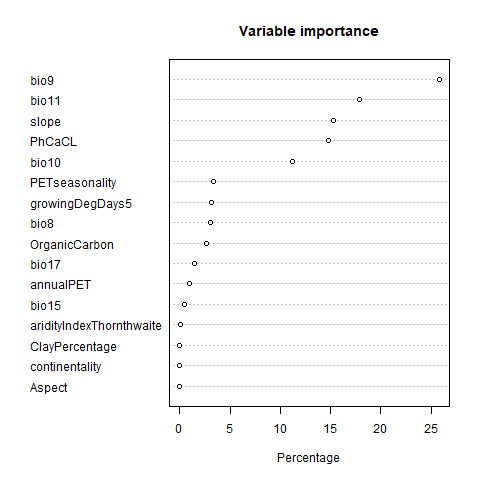 Variable importance
bio9
bio11
slope
PhCaCL
bio10
PETseasonality
growingDegDays5
bio8
OrganicCarbon
bio17
annualPET
bio15
aridityIndexThornthwaite
ClayPercentage
continentality
Aspect
0 5 10 15 20 25
Percentage